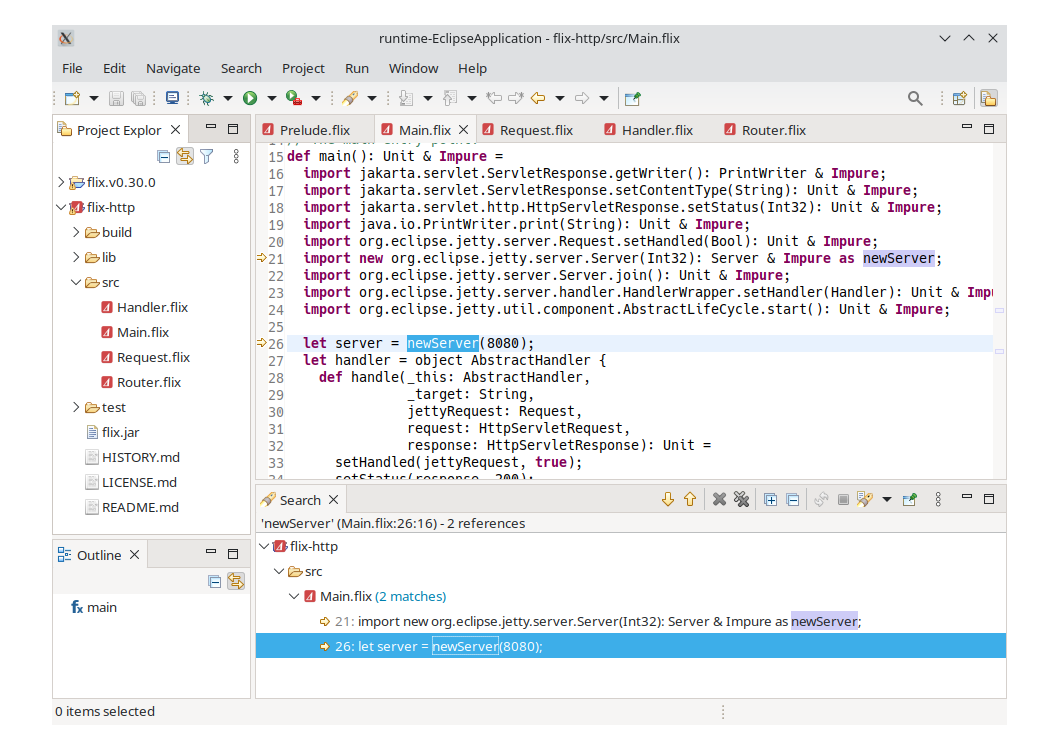 runtime-EclipseApplication - flix-http/src/Main.flix
File Edit Navigate Search Project Run Window Help
Project Explor
flix.v0.30.0
flix-http
build
lib
src
Handler.flix
Main.flix
Request.flix
Router.flix
test
flix.jar
HISTORY.md
LICENSE.md
README.md
Outline
main
Prelude.flix Main.flix Request.flix Handler.flix Router.flix
15 def main(): Unit & Impure =
16 import jakarta.servlet.ServletResponse.getWriter(): PrintWriter & Impure;
17 import jakarta.servlet.ServletResponse.setContentType(String): Unit & Impure;
18 import jakarta.servlet.http.HttpServletResponse.setStatus(Int32): Unit & Impure;
19 import java.io.PrintWriter.print(String): Unit & Impure;
20 import org.eclipse.jetty.server.Request.setHandled(Bool): Unit & Impure;
21 import new org.eclipse.jetty.server.Server(Int32): Server & Impure as newServer;
22 import org.eclipse.jetty.server.Server.join(): Unit & Impure;
23 import org.eclipse.jetty.server.handler.HandlerWrapper.setHandler(Handler): Unit & Impu
24 import org.eclipse.jetty.util.component.AbstractLifeCycle.start(): Unit & Impure;
25
26 let server = newServer(8080);
27 let handler = object AbstractHandler {
28 def handle(_this: AbstractHandler,
29 _target: String,
30 jettyRequest: Request,
31 request: HttpServletRequest,
32 response: HttpServletResponse): Unit =
33 setHandled(jettyRequest, true);
Search
'newServer' (Main.flix:26:16) - 2 references
flix-http
src
Main.flix (2 matches)
21: import new org.eclipse.jetty.server.Server(Int32): Server & Impure as newServer;
26: let server = newServer(8080);
0 items selected